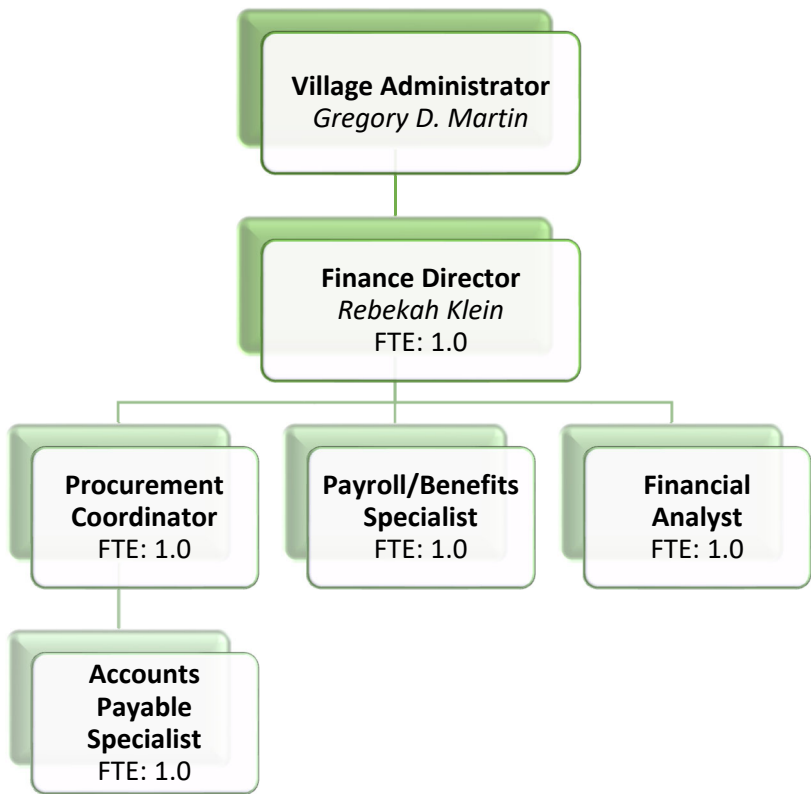 Village Administrator
Gregory D. Martin
Finance Director
Rebekah Klein
FTE: 1.0
Procurement
Coordinator
FTE: 1.0
Payroll/Benefits
Specialist
FTE: 1.0
Financial
Analyst
FTE: 1.0
Accounts
Payable
Specialist
FTE: 1.0